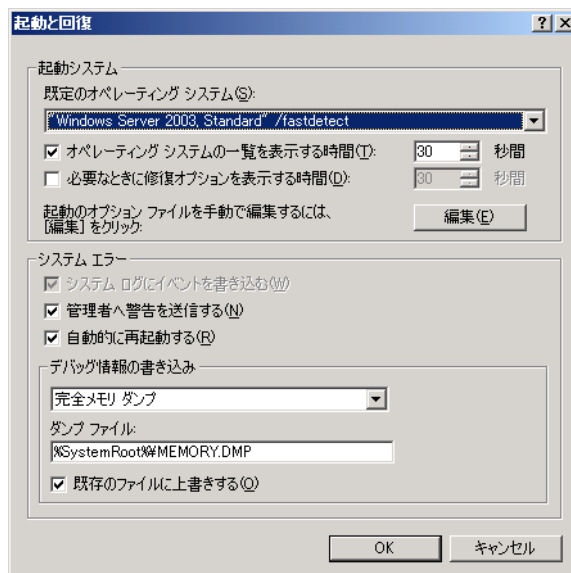 起動と回復
起動システム
既定のオペレーティング システム(S):
"Windows Server 2003, Standard" /fastdetect
オペレーティング システムの一覧を表示する時間(T): 30 秒間
必要なときに修復オプションを表示する時間(D): 30 秒間
起動のオプション ファイルを手動で編集するには、
[編集] をクリック:
編集(E)
システム エラー
システム ログにイベントを書き込む(W)
管理者へ警告を送信する(N)
自動的に再起動する(R)
デバッグ情報の書き込み
完全メモリ ダンプ
ダンプ ファイル:
%SystemRoot%¥MEMORY.DMP
既存のファイルに上書きする(O)
OK キャンセル